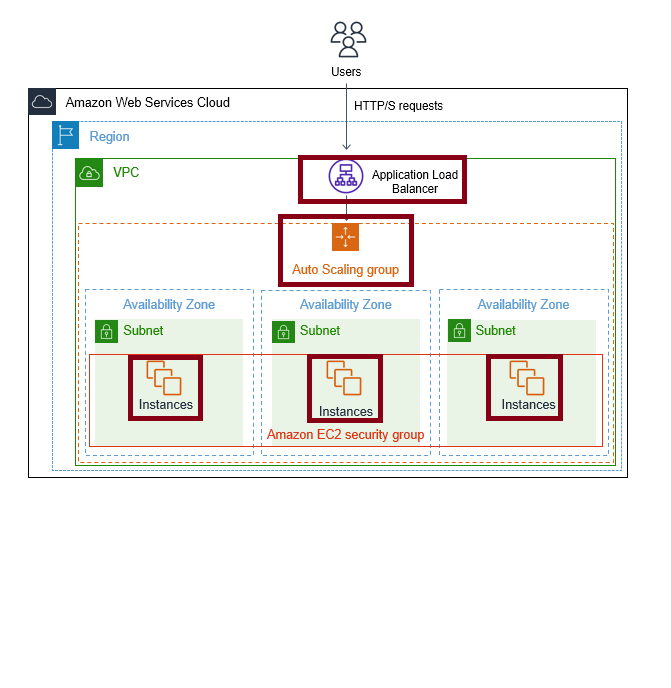 Users
Amazon Web Services Cloud
HTTP/S requests
Region
VPC
Application Load
Balancer
Auto Scaling group
Availability Zone
Availability Zone
Availability Zone
Subnet
Subnet
Subnet
Instances
Instances
Instances
Amazon EC2 security group